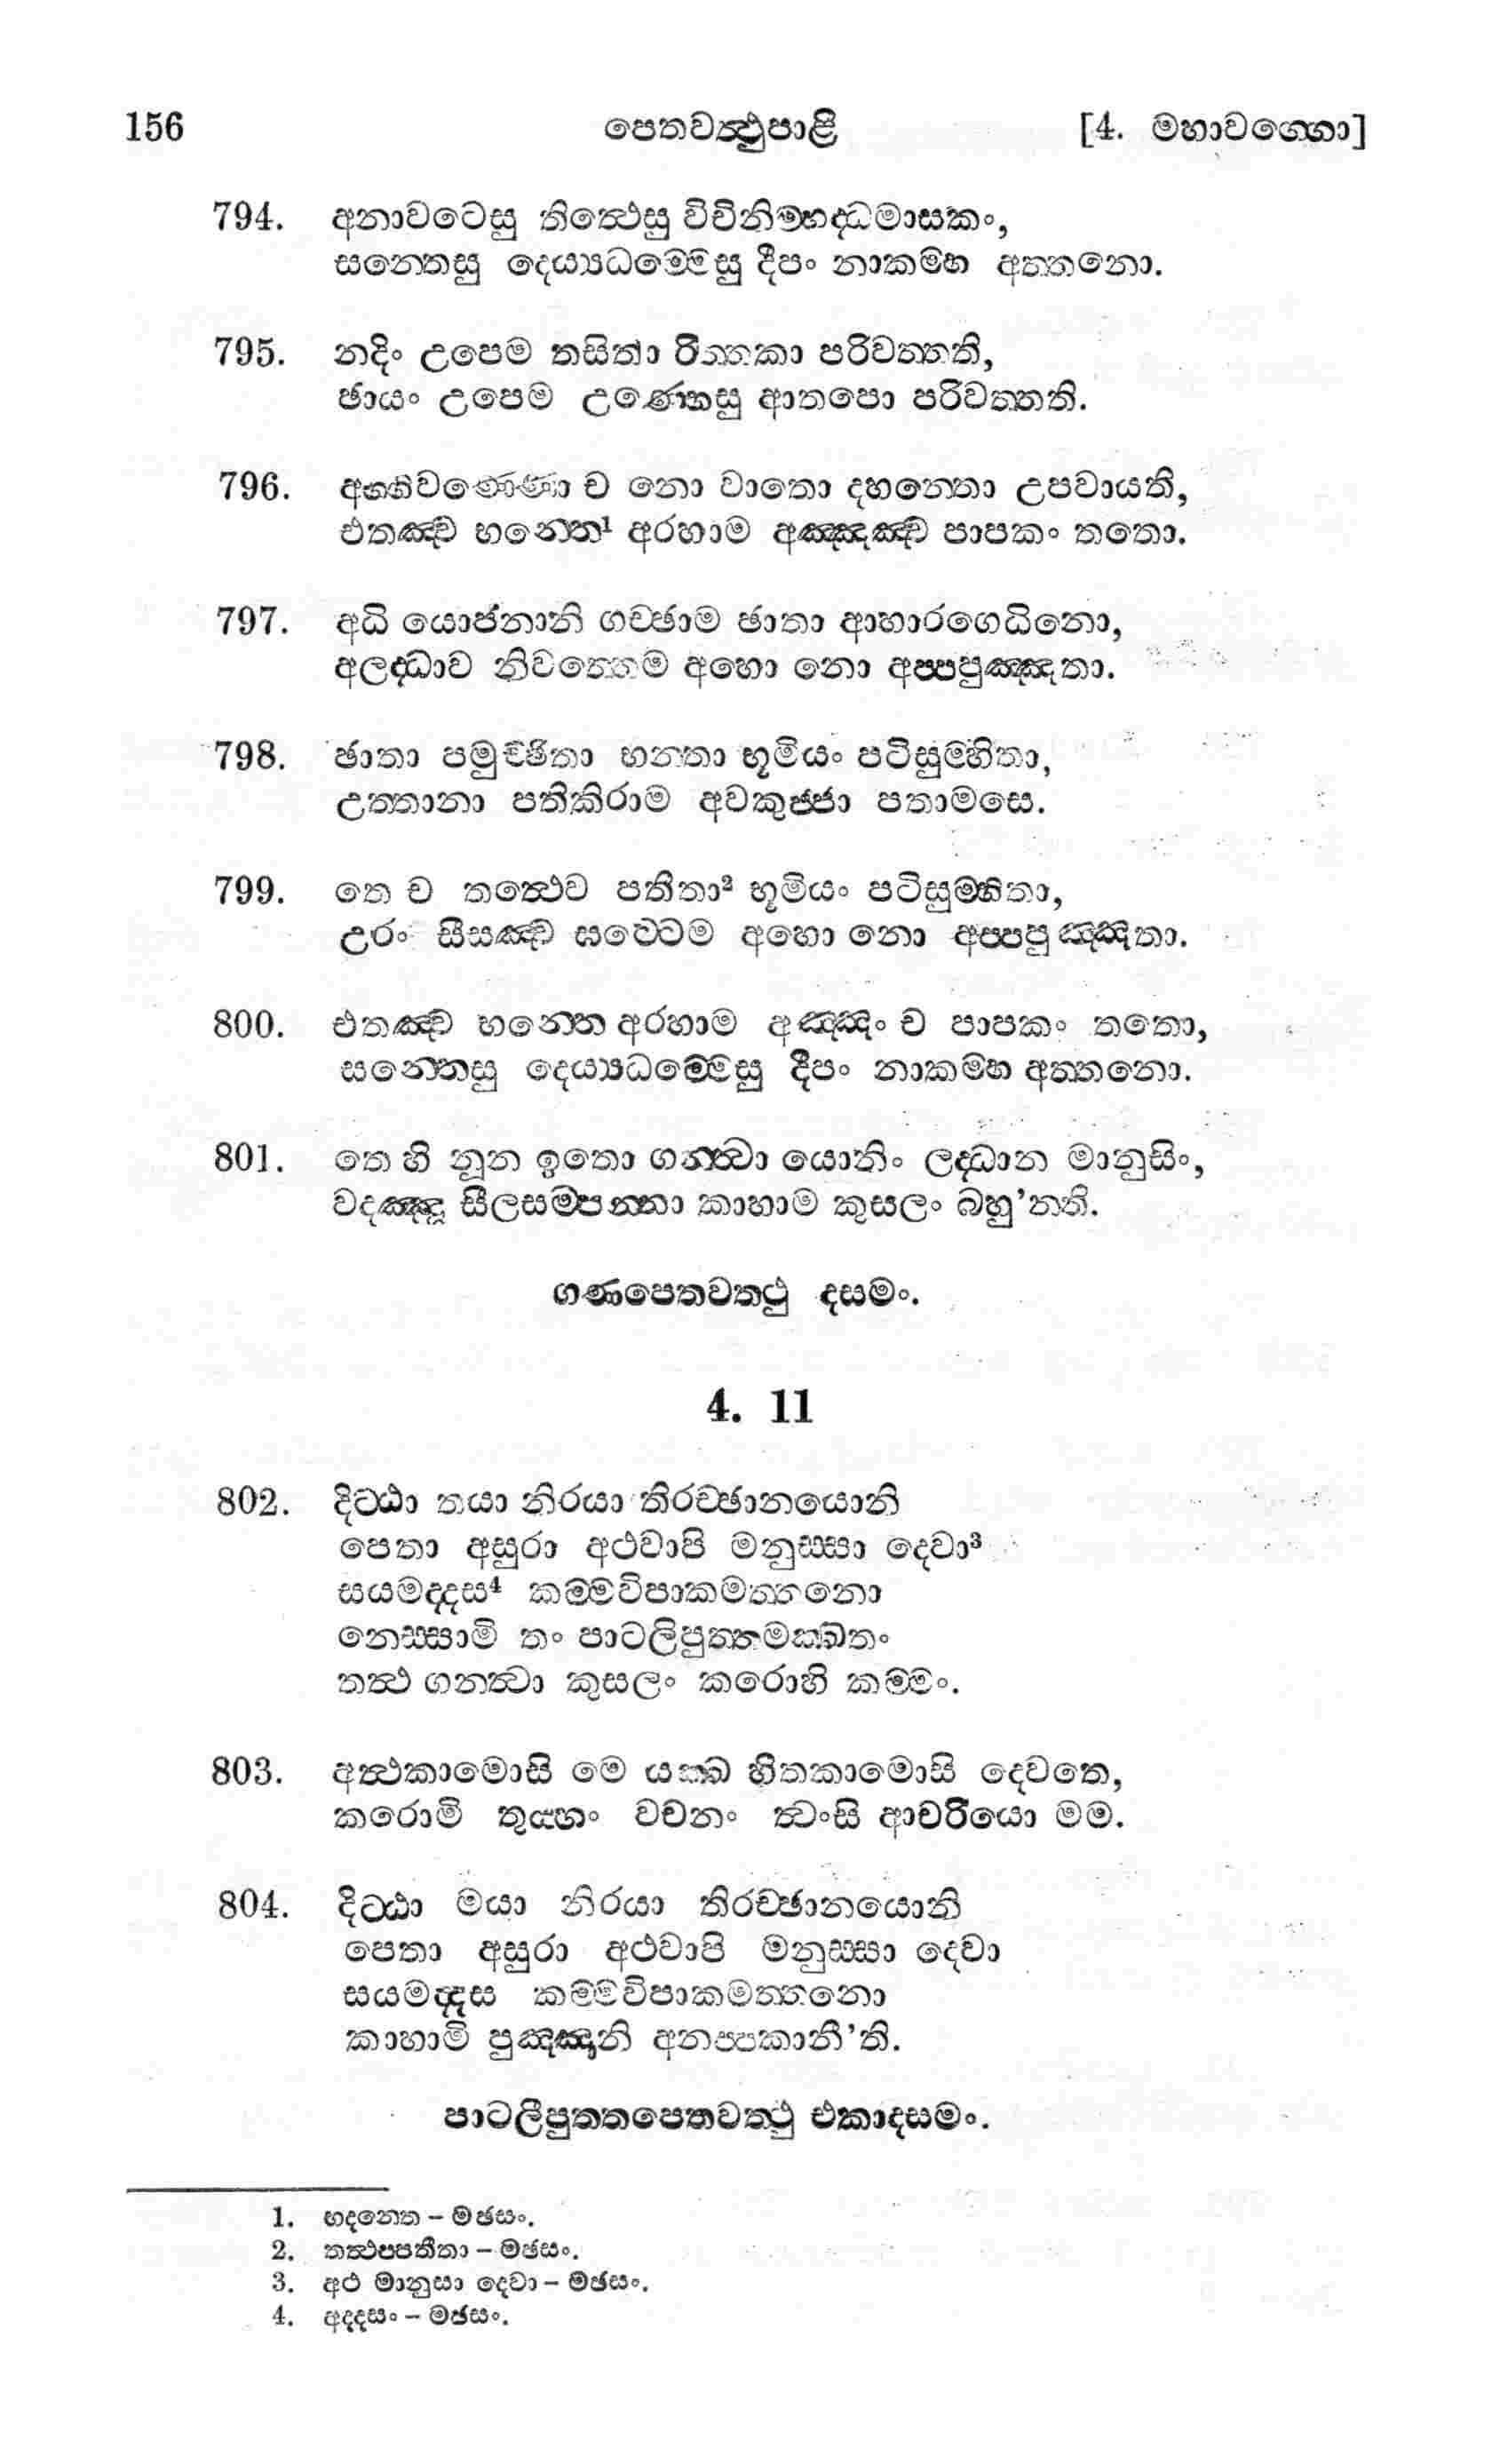 156 පෙතවත්ථුපාළි [4. මහාවග්ගො]
794. අනාවටෙසු තිත්ථෙසු විචිනිම්හද්ධමාසකං,
සන්තෙසු දෙය්‍යධම්මෙසු දීපං නාකම්හ අත්තනො.
795. නදිං උපෙම තසිතා රිත්තකා පරිවත්තති,
ඡායං උපෙම උණ්හෙසු ආතපො පරිවත්තති.
796. අග්ගිවණ්ණො ච නො වාතො දහන්තො උපවායති,
එතඤ්ච භන්තෙ¹ අරහාම අඤ්ඤඤ්ච පාපකං තතො.
797. අධි යොජනානි ගච්ඡාම ඡාතා ආහාරගෙධිනො,
අලද්ධාව නිවත්තෙම අහො නො අප්පපුඤ්ඤතා.
798. ඡාතා පමුච්ඡිතා භන්තා භූමියං පටිසුම්භිතා,
උත්තානා පතිකිරාම අවකුජ්ජා පතාමසෙ.
799. තෙ ච තත්ථෙව පතිතා² භූමියං පටිසුම්භිතා,
උරං සීසඤ්ච ඝට්ටෙම අහො නො අප්පපුඤ්ඤතා.
800. එතඤ්ච භන්තෙ අරහාම අඤ්ඤං ච පාපකං තතො,
සන්තෙසු දෙය්‍යධම්මෙසු දීපං නාකම්හ අත්තනො.
801. තෙ හි නූන ඉතො ගන්ත්වා යොනිං ලද්ධාන මානුසිං,
වදඤ්ඤූ සීලසම්පන්නා කාහාම කුසලං බහු’න්ති.
ගණපෙතවත්ථු දසමං.
4. 11
802. දිට්ඨා තයා නිරයා තිරච්ඡානයොනි
පෙතා අසුරා අථවාපි මනුස්සා දෙවා³
සයමද්දස⁴ කම්මවිපාකමත්තනො
නෙස්සාමි තං පාටලිපුත්තමක්ඛතං
තත්ථ ගන්ත්වා කුසලං කරොහි කම්මං.
803. අත්ථකාමොසි මෙ යක්ඛ හිතකාමොසි දෙවතෙ,
කරොමි තුය්හං වචනං ත්වංසි ආචරියො මම.
804. දිට්ඨා මයා නිරයා තිරච්ඡානයොනි
පෙතා අසුරා අථවාපි මනුස්සා දෙවා
සයමද්දස කම්මවිපාකමත්තනො
කාහාමි පුඤ්ඤානි අනප්පකානී’ති.
පාටලීපුත්තපෙතවත්ථු එකාදසමං.
1. භදන්තෙ – මඡසං.
2. තත්ථප්පතිතා – මඡසං.
3. අථ මානුසා දෙවා – මඡසං.
4. අද්දසං – මඡසං.